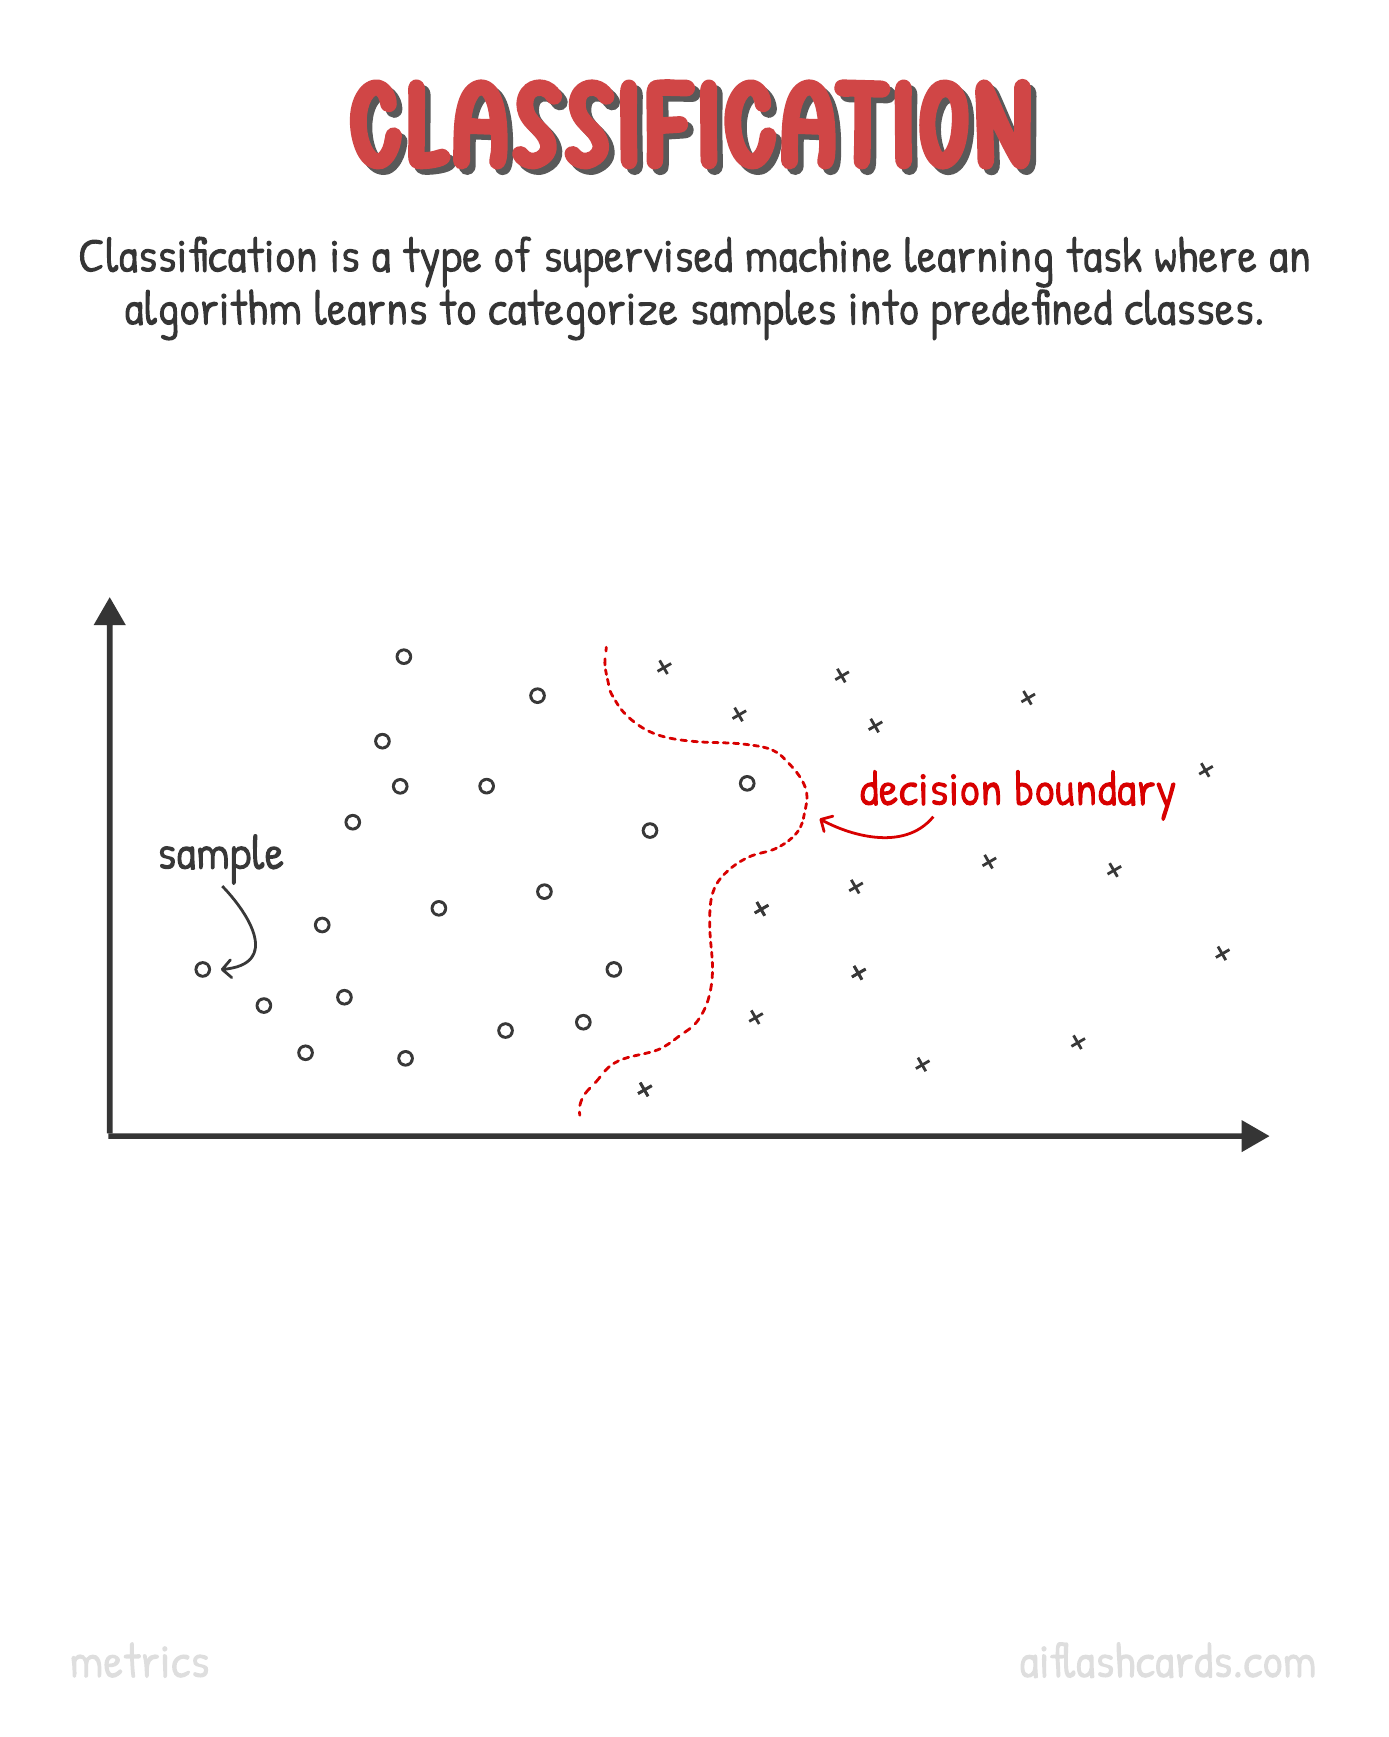 CLASSIFICATION
Classification is a type of supervised machine learning task where an
algorithm learns to categorize samples into predefined classes.
decision boundary
sample
metrics
aiflashcards.com